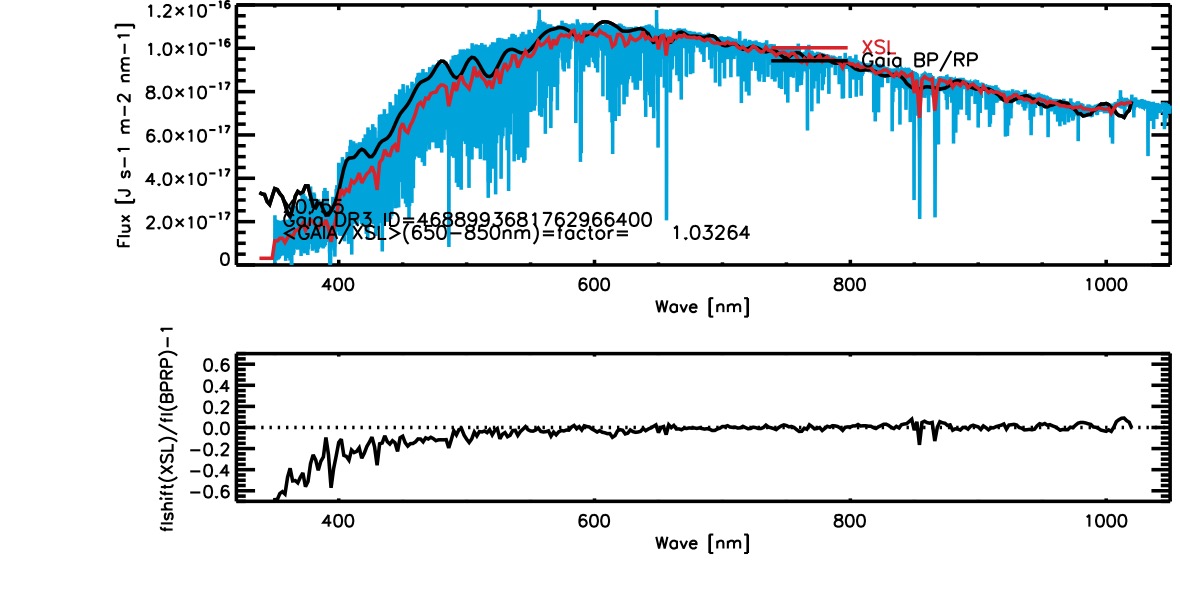 1.2×10−16
1.0×10−16
8.0×10−17
6.0×10−17
4.0×10−17
2.0×10−17
0
Flux [J s−1 m−2 nm−1]
XSL
Gaia BP/RP
X0755
Gaia DR3 ID=4688993681762966400
<GAIA/XSL>(650−850nm)=factor= 1.03264
400 600 800 1000
Wave [nm]
0.6
0.4
0.2
0.0
−0.2
−0.4
−0.6
flshift(XSL)/fl(BPRP)−1
400 600 800 1000
Wave [nm]